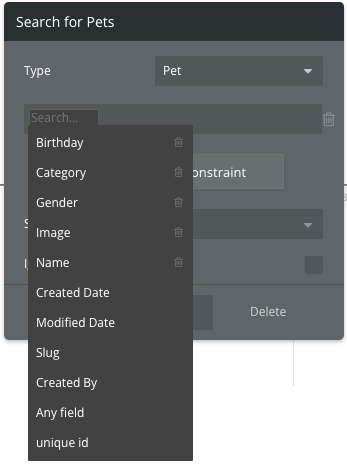 Search for Pets
Type
Pet
Search...
Birthday
Category
Gender
Image
Name
Created Date
Modified Date
Slug
Created By
Any field
unique id
onstraint
Delete